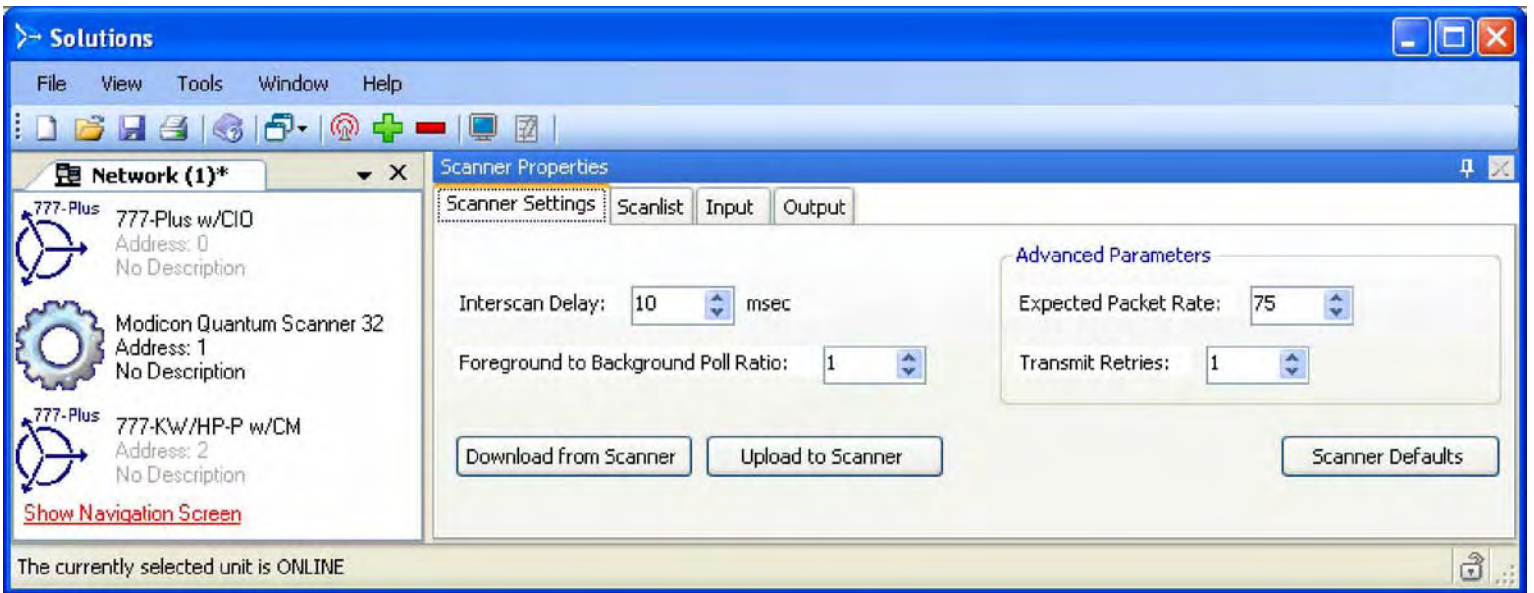 Solutions
File View Tools Window Help
Network (1)*
777-Plus
777-Plus w/CIO
Address: 0
No Description
Modicon Quantum Scanner 32
Address: 1
No Description
777-Plus
777-KW/HP-P w/CM
Address: 2
No Description
Show Navigation Screen
Scanner Properties
Scanner Settings Scanlist Input Output
Interscan Delay: 10 msec
Foreground to Background Poll Ratio: 1
Advanced Parameters
Expected Packet Rate: 75
Transmit Retries: 1
Download from Scanner Upload to Scanner Scanner Defaults
The currently selected unit is ONLINE